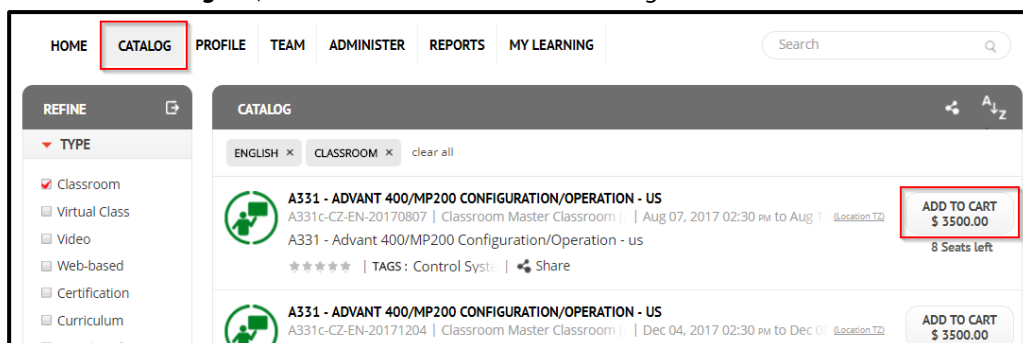 HOME CATALOG PROFILE TEAM ADMINISTER REPORTS MY LEARNING Search
REFINE
TYPE
Classroom
Virtual Class
Video
Web-based
Certification
Curriculum
CATALOG A↓Z
ENGLISH × CLASSROOM × clear all
A331 - ADVANT 400/MP200 CONFIGURATION/OPERATION - US
A331c-CZ-EN-20170807 | Classroom Master Classroom | Aug 07, 2017 02:30 PM to Aug (Location TZ)
A331 - Advant 400/MP200 Configuration/Operation - us
| TAGS : Control | Share
ADD TO CART
$ 3500.00
8 Seats left
A331 - ADVANT 400/MP200 CONFIGURATION/OPERATION - US
A331c-CZ-EN-20171204 | Classroom Master Classroom | Dec 04, 2017 02:30 PM to Dec (Location TZ)
ADD TO CART
$ 3500.00